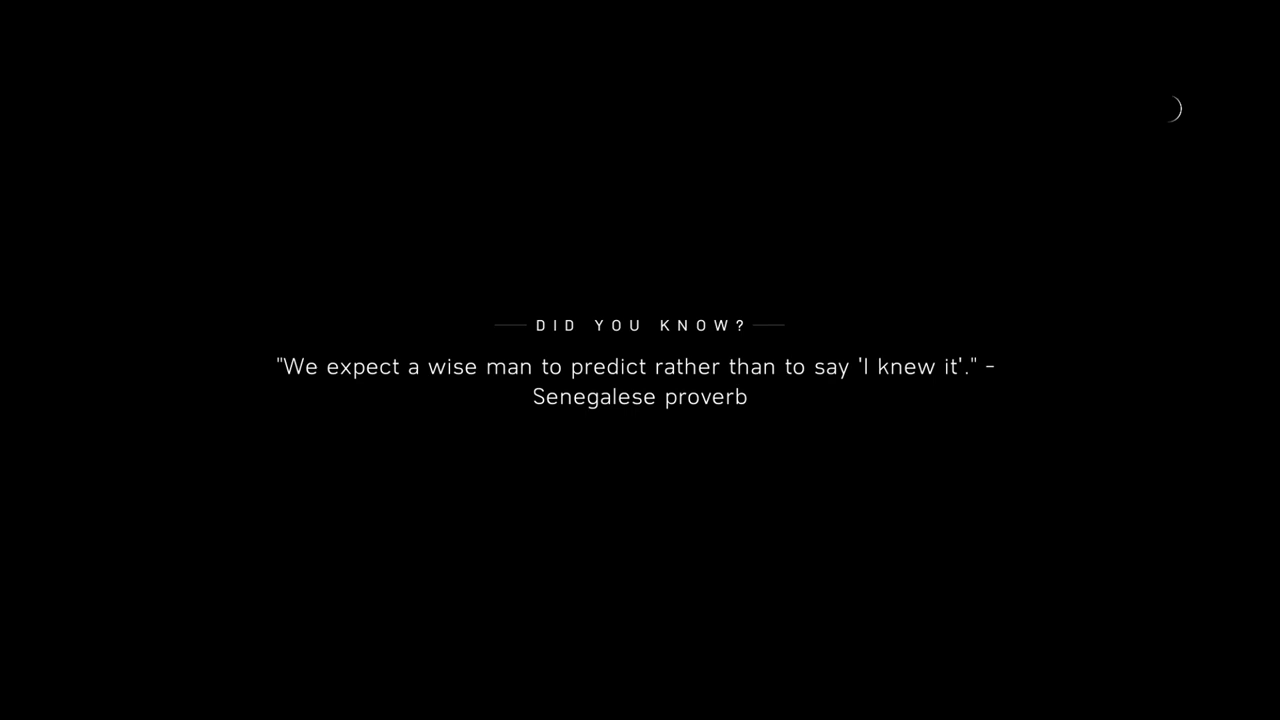 DID YOU KNOW?
"We expect a wise man to predict rather than to say 'I knew it'." -
Senegalese proverb